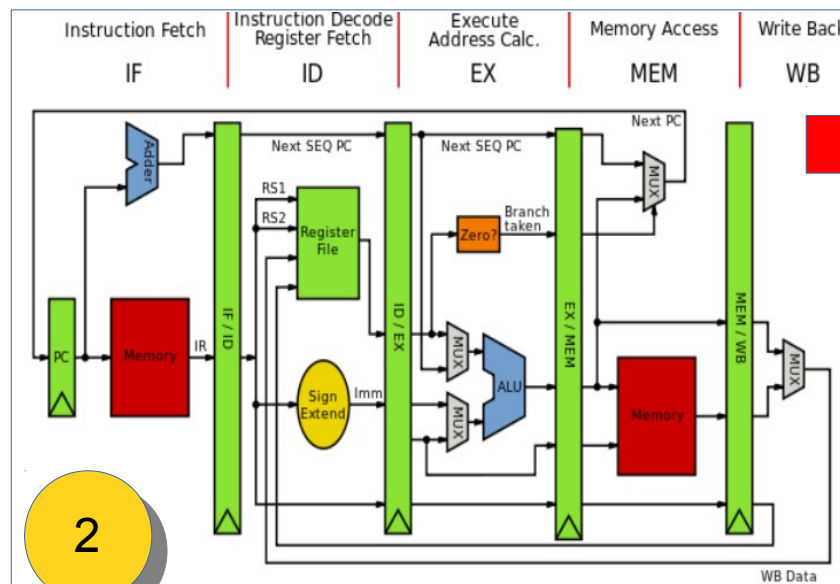 Instruction Fetch
IF
Instruction Decode
Register Fetch
ID
Execute
Address Calc.
EX
Memory Access
MEM
Write Back
WB
Next PC
Adder
Next SEQ PC
Next SEQ PC
MUX
RS1
RS2
Register
File
Branch
taken
Zero?
IF / ID
ID / EX
EX / MEM
MEM / WB
PC
Memory
IR
MUX
ALU
MUX
Sign
Extend
Imm
Memory
MUX
2
WB Data